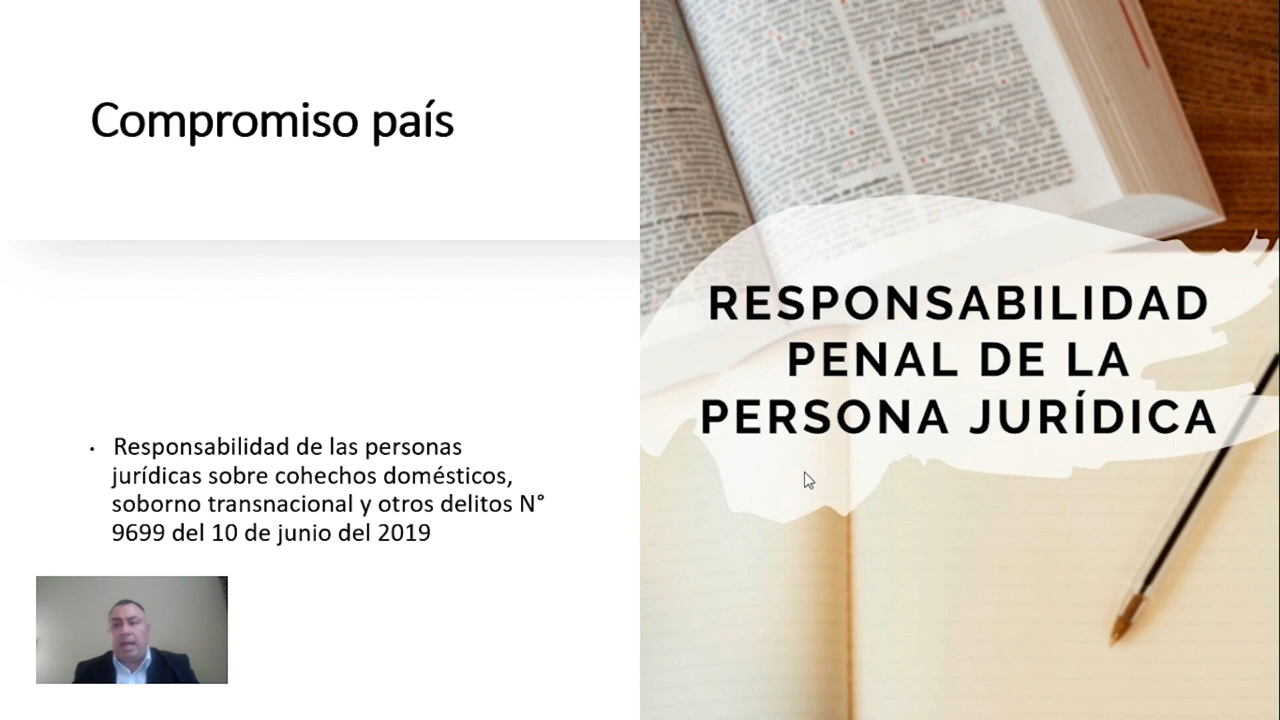 Compromiso país
• Responsabilidad de las personas
jurídicas sobre cohechos domésticos,
soborno transnacional y otros delitos N°
9699 del 10 de junio del 2019
RESPONSABILIDAD
PENAL DE LA
PERSONA JURÍDICA